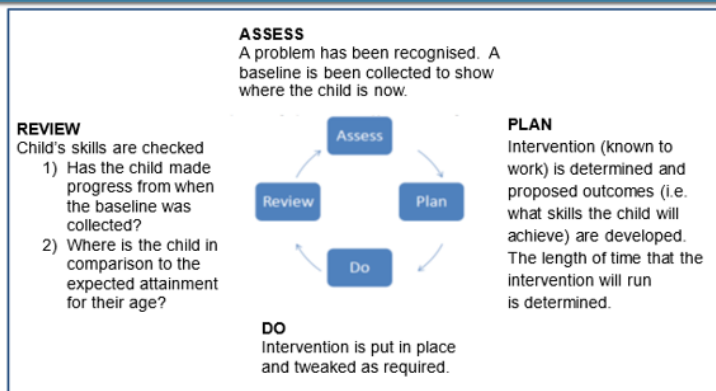 ASSESS
A problem has been recognised. A
baseline is been collected to show
where the child is now.
REVIEW
Child's skills are checked
1) Has the child made
progress from when
the baseline was
collected?
2) Where is the child in
comparison to the
expected attainment
for their age?
Assess
Review
Plan
Do
PLAN
Intervention (known to
work) is determined and
proposed outcomes (i.e.
what skills the child will
achieve) are developed.
The length of time that the
intervention will run
is determined.
DO
Intervention is put in place
and tweaked as required.